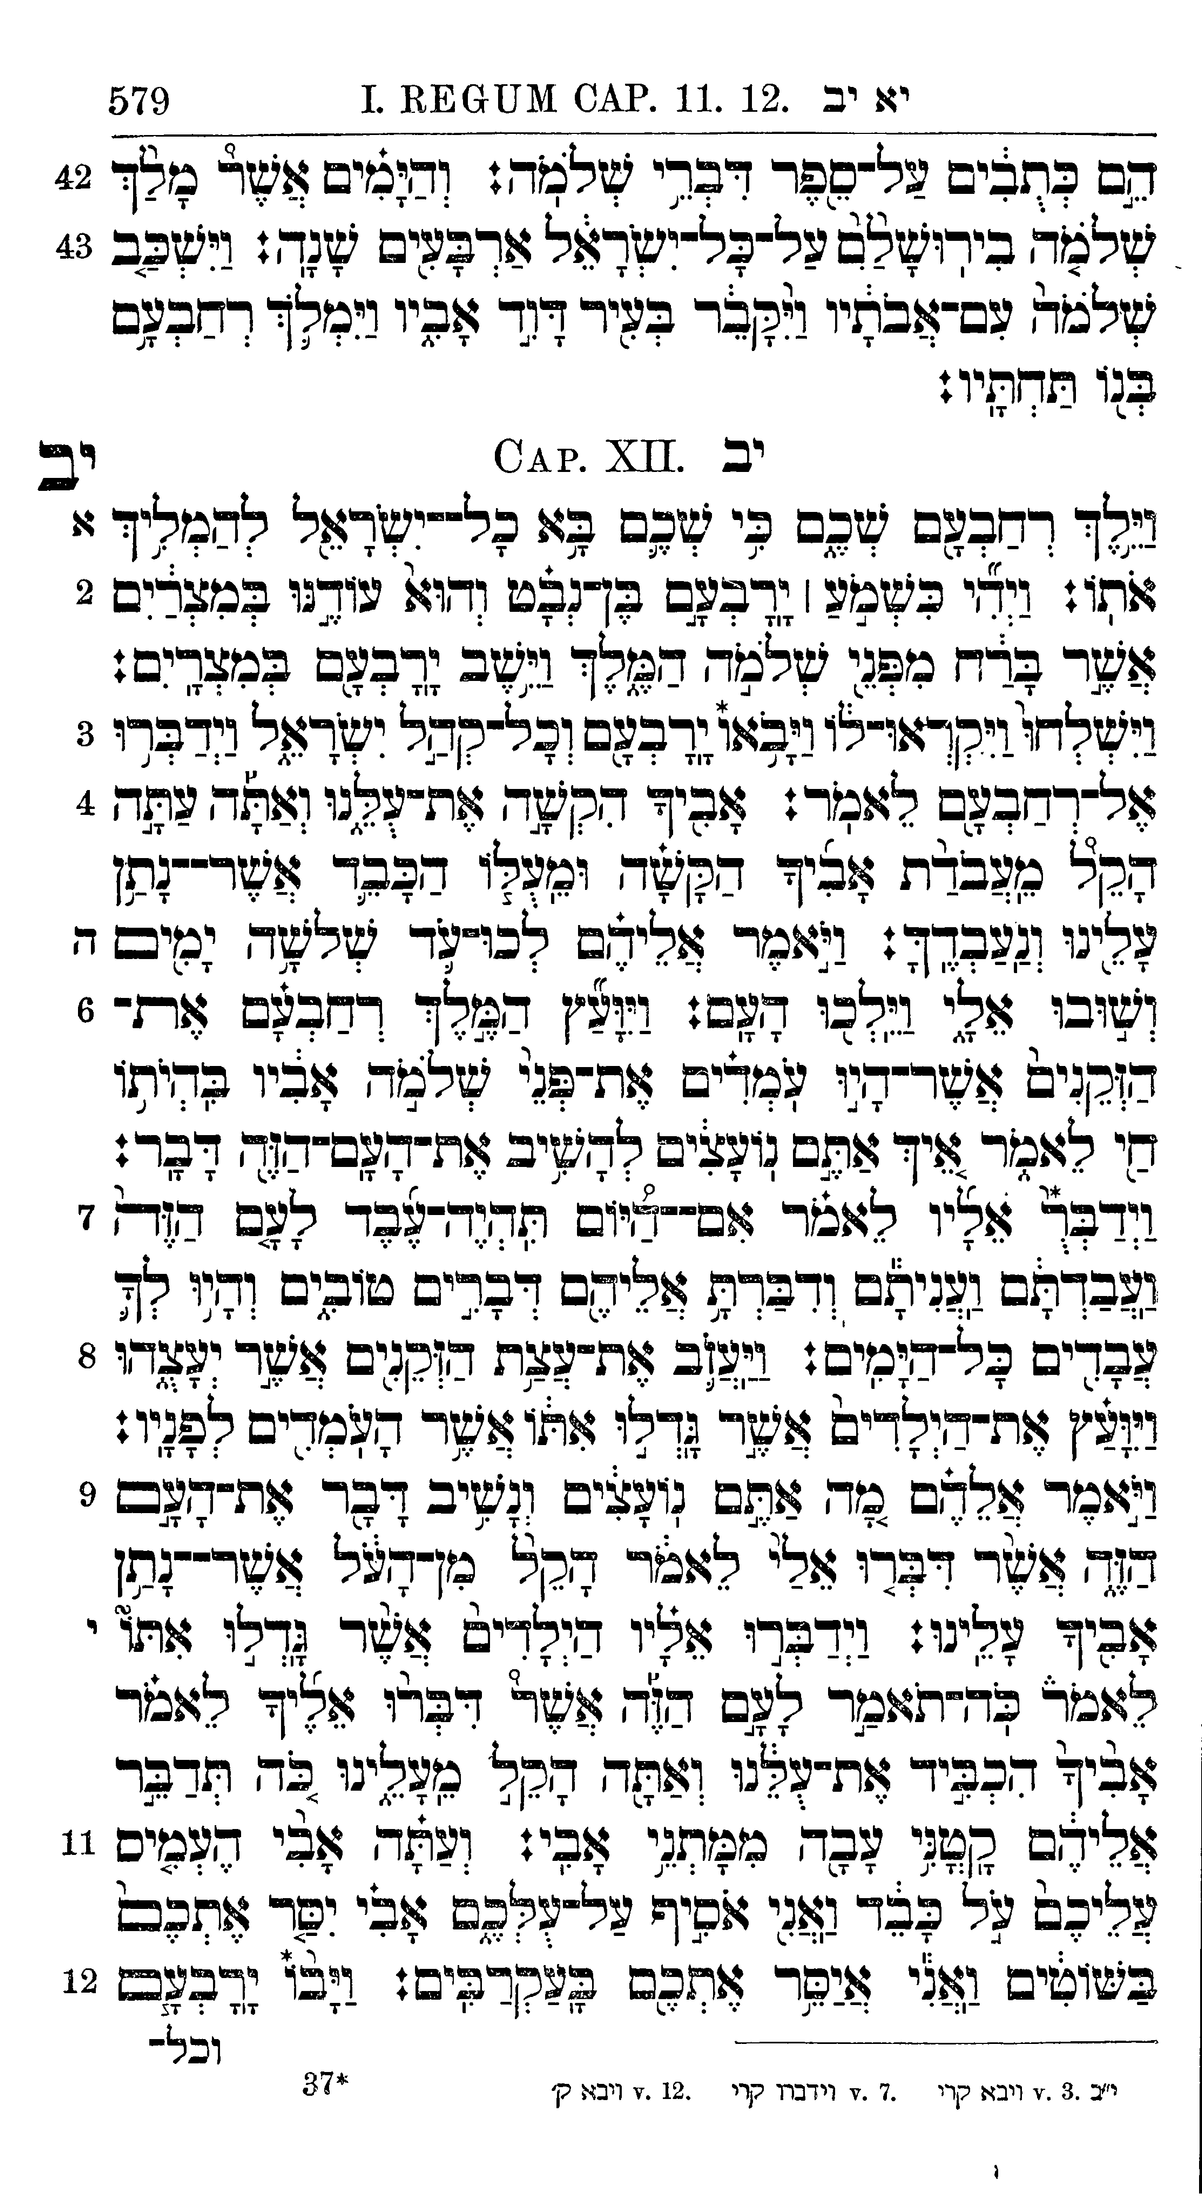 579 I. REGUM CAP. 11. 12. יא יב
42 הֵ֣ם כְּתֻבִ֔ים עַל־סֵ֖פֶר דִּבְרֵ֥י שְׁלֹמֹֽה׃ וְהַיָּמִ֗ים אֲשֶׁר֩ מָלַ֨ךְ
43 שְׁלֹמֹ֤ה בִירֽוּשָׁלִַ֨ם֙ עַל־כָּל־יִשְׂרָאֵ֔ל אַרְבָּעִ֖ים שָׁנָֽה׃ וַיִּשְׁכַּ֤ב
שְׁלֹמֹה֙ עִם־אֲבֹתָ֔יו וַיִּ֨קָּבֵ֔ר בְּעִ֖יר דָּוִ֣ד אָבִ֑יו וַיִּמְלֹ֛ךְ רְחַבְעָ֥ם
בְּנ֖וֹ תַּחְתָּֽיו׃
יב CAP. XII. יב
א וַיֵּ֥לֶךְ רְחַבְעָ֖ם שְׁכֶ֑ם כִּ֥י שְׁכֶ֛ם בָּ֥א כָל־יִשְׂרָאֵ֖ל לְהַמְלִ֥יךְ
2 אֹתֽוֹ׃ וַיְהִ֞י כִּשְׁמֹ֣עַ ׀ יָרָבְעָ֣ם בֶּן־נְבָ֗ט וְהוּא֙ עוֹדֶ֣נּוּ בְּמִצְרַ֔יִם
אֲשֶׁ֣ר בָּרַ֔ח מִפְּנֵ֖י שְׁלֹמֹ֣ה הַמֶּ֑לֶךְ וַיֵּ֥שֶׁב יָרָבְעָ֖ם בְּמִצְרָֽיִם׃
3 וַֽיִּשְׁלְחוּ֙ וַיִּקְרְאוּ־ל֔וֹ וַיָּבֹ֥אוּ* יָרָבְעָ֖ם וְכָל־קְהַ֣ל יִשְׂרָאֵ֑ל וַֽיְדַבְּר֔וּ
4 אֶל־רְחַבְעָ֖ם לֵאמֹֽר׃ אָבִ֖יךָ הִקְשָׁ֣ה אֶת־עֻלֵּ֑נוּ וְאַתָּ֡ה עַתָּ֣ה
הָקֵל֩ מֵעֲבֹדַ֨ת אָבִ֜יךָ הַקָּשָׁ֗ה וּמֵעֻלּ֧וֹ הַכָּבֵ֛ד אֲשֶׁר־נָתַ֥ן
ה עָלֵ֖ינוּ וְנַעַבְדֶֽךָּ׃ וַיֹּ֣אמֶר אֲלֵיהֶ֗ם לְכוּ־עֹ֛ד שְׁלֹשָׁ֥ה יָמִ֖ים
6 וְשׁ֣וּבוּ אֵלָ֑י וַיֵּלְכ֖וּ הָעָֽם׃ וַיִּוָּעַ֞ץ הַמֶּ֣לֶךְ רְחַבְעָ֗ם אֶת־
הַזְּקֵנִים֙ אֲשֶׁר־הָי֣וּ עֹמְדִ֗ים אֶת־פְּנֵי֙ שְׁלֹמֹ֣ה אָבִ֔יו בִּֽהְיֹת֥וֹ
חַ֖י לֵאמֹ֑ר אֵ֚יךְ אַתֶּ֣ם נֽוֹעָצִ֔ים לְהָשִׁ֥יב אֶת־הָעָֽם־הַזֶּ֖ה דָּבָֽר׃
7 וַיְדַבֵּ֨ר* אֵלָ֜יו לֵאמֹ֗ר אִם־הַ֠יּוֹם תִּֽהְיֶה־עֶ֜בֶד לָעָ֤ם הַזֶּה֙
וַֽעֲבַדְתָּ֔ם וַעֲנִיתָ֕ם וְדִבַּרְתָּ֥ אֲלֵיהֶ֖ם דְּבָרִ֣ים טוֹבִ֑ים וְהָי֥וּ לְךָ֛
8 עֲבָדִ֖ים כָּל־הַיָּמִֽים׃ וַֽיַּעֲזֹ֛ב אֶת־עֲצַ֥ת הַזְּקֵנִ֖ים אֲשֶׁ֣ר יְעָצֻ֑הוּ
וַיִּוָּעַ֗ץ אֶת־הַיְלָדִים֙ אֲשֶׁ֣ר גָּדְל֣וּ אִתּ֔וֹ אֲשֶׁ֥ר הָעֹמְדִ֖ים לְפָנָֽיו׃
9 וַיֹּ֣אמֶר אֲלֵהֶ֗ם מָ֚ה אַתֶּ֣ם נֽוֹעָצִ֔ים וְנָשִׁ֥יב דָּבָ֖ר אֶת־הָעָ֣ם
הַזֶּ֑ה אֲשֶׁ֨ר דִּבְּר֤וּ אֵלַי֙ לֵאמֹ֔ר הָקֵל֙ מִן־הָעֹ֔ל אֲשֶׁר־נָתַ֥ן
י אָבִ֖יךָ עָלֵֽינוּ׃ וַיְדַבְּר֣וּ אֵלָ֗יו הַיְלָדִים֙ אֲשֶׁ֨ר גָּדְל֣וּ אִתּוֹ֮
לֵאמֹר֒ כֹּֽה־תֹאמַ֣ר לָעָ֣ם הַזֶּ֡ה אֲשֶׁר֩ דִּבְּר֨וּ אֵלֶ֜יךָ לֵאמֹ֗ר
אָבִ֨יךָ֙ הִכְבִּ֣יד אֶת־עֻלֵּ֔נוּ וְאַתָּ֖ה הָקֵ֣ל מֵעָלֵ֑ינוּ כֹּ֚ה תְּדַבֵּ֣ר
11 אֲלֵיהֶ֔ם קָֽטָנִּ֥י עָבָ֖ה מִמָּתְנֵ֥י אָבִֽי׃ וְעַתָּ֗ה אָבִ֨י הֶעְמִ֤יס
עֲלֵיכֶם֙ עֹ֣ל כָּבֵ֔ד וַאֲנִ֖י אֹסִ֣יף עַֽל־עֻלְּכֶ֑ם אָבִ֗י יִסַּ֤ר אֶתְכֶם֙
12 בַּשּׁוֹטִ֔ים וַֽאֲנִ֕י אֲיַסֵּ֥ר אֶתְכֶ֖ם בָּעַקְרַבִּֽים׃ וַיָּב֨וֹ* יָרָבְעָ֧ם
וכל־
37* י״ב v. 3. ויבא קרי v. 7. וידברו קרי v. 12. ויבא ק׳